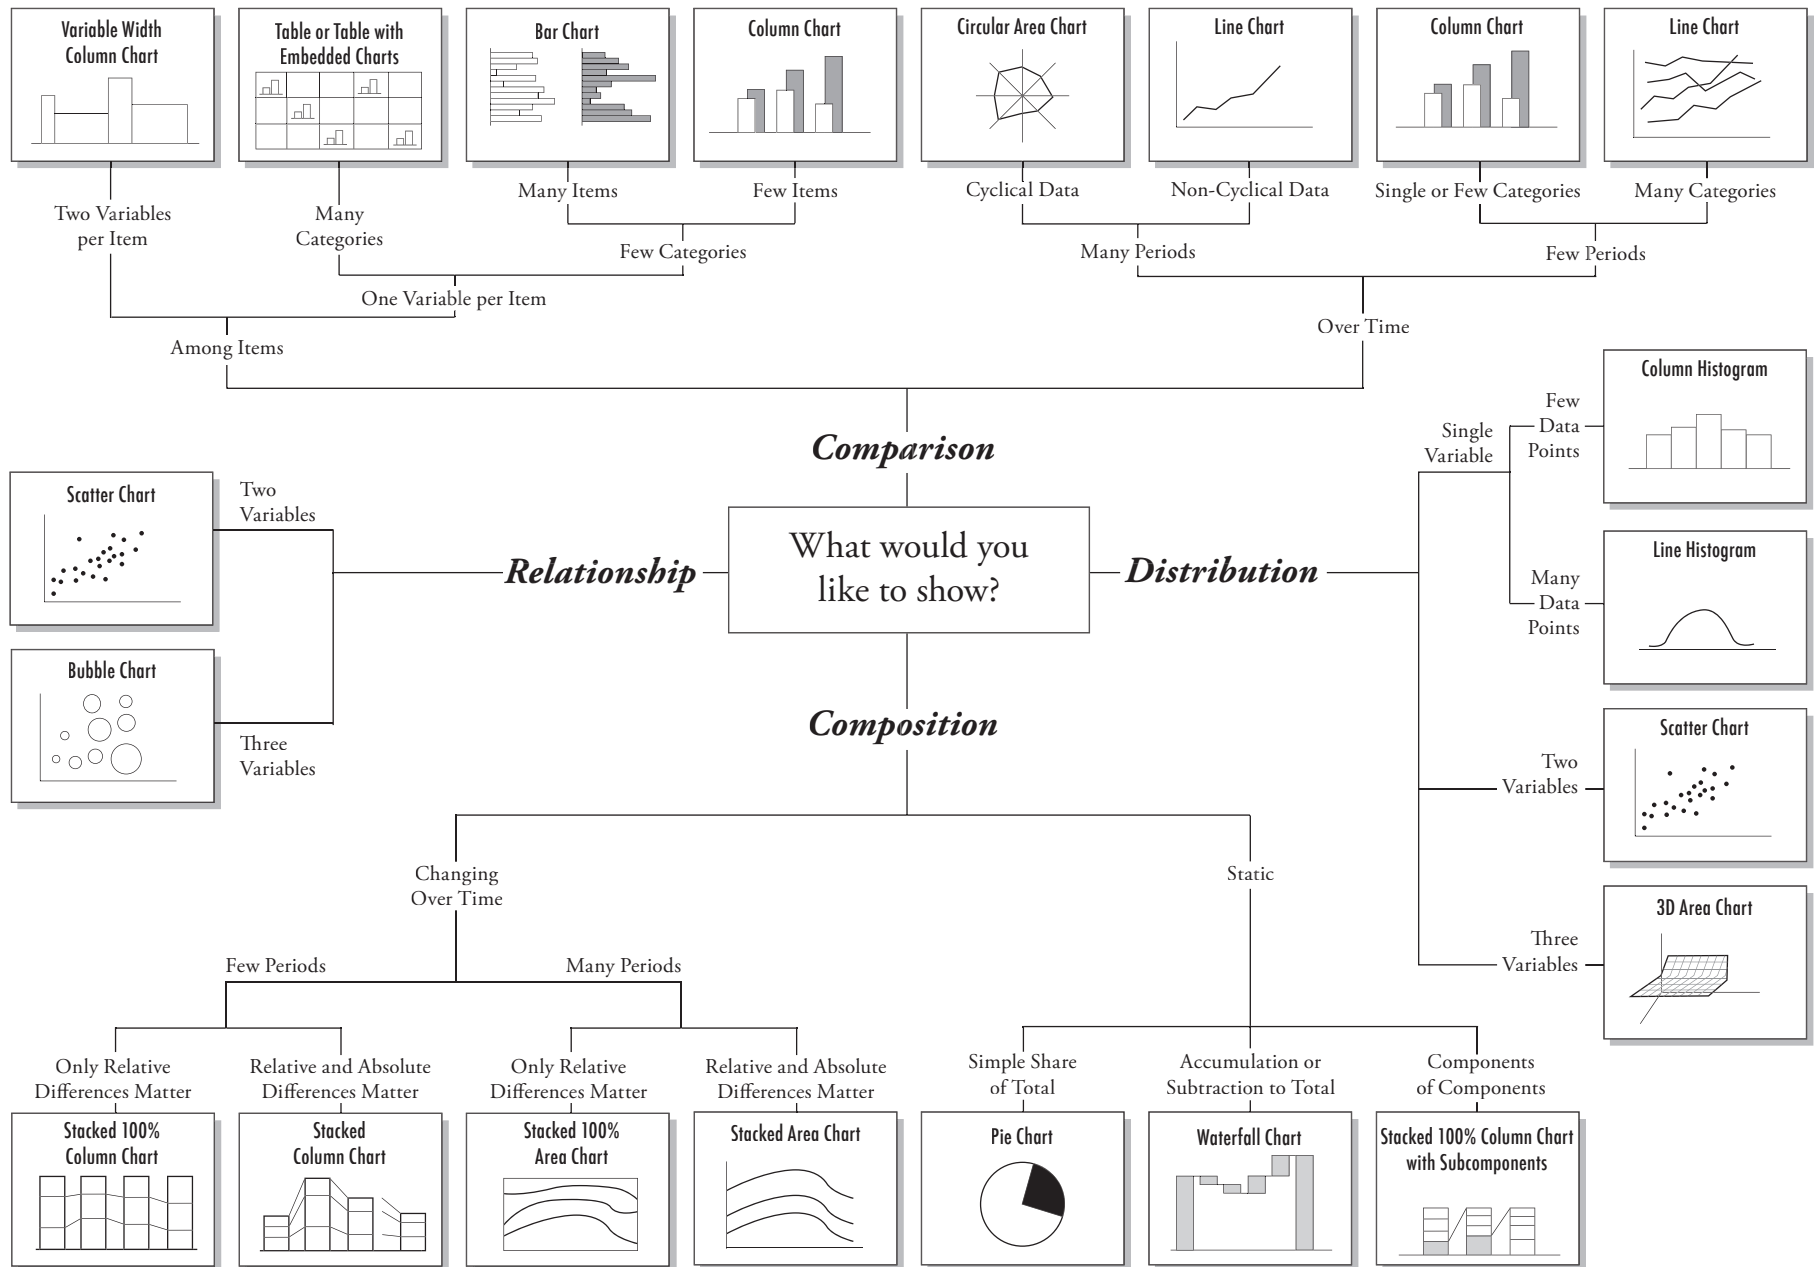 Variable Width
Column Chart
Table or Table with
Embedded Charts
Bar Chart
Column Chart
Circular Area Chart
Line Chart
Column Chart
Line Chart
Two Variables
per Item
Many
Categories
Many Items
Few Items
Cyclical Data
Non-Cyclical Data
Single or Few Categories
Many Categories
Few Categories
Many Periods
Few Periods
One Variable per Item
Among Items
Over Time
Comparison
What would you
like to show?
Relationship
Two
Variables
Scatter Chart
Three
Variables
Bubble Chart
Distribution
Single
Variable
Few
Data
Points
Column Histogram
Many
Data
Points
Line Histogram
Two
Variables
Scatter Chart
Three
Variables
3D Area Chart
Composition
Changing
Over Time
Static
Few Periods
Many Periods
Only Relative
Differences Matter
Relative and Absolute
Differences Matter
Only Relative
Differences Matter
Relative and Absolute
Differences Matter
Simple Share
of Total
Accumulation or
Subtraction to Total
Components
of Components
Stacked 100%
Column Chart
Stacked
Column Chart
Stacked 100%
Area Chart
Stacked Area Chart
Pie Chart
Waterfall Chart
Stacked 100% Column Chart
with Subcomponents